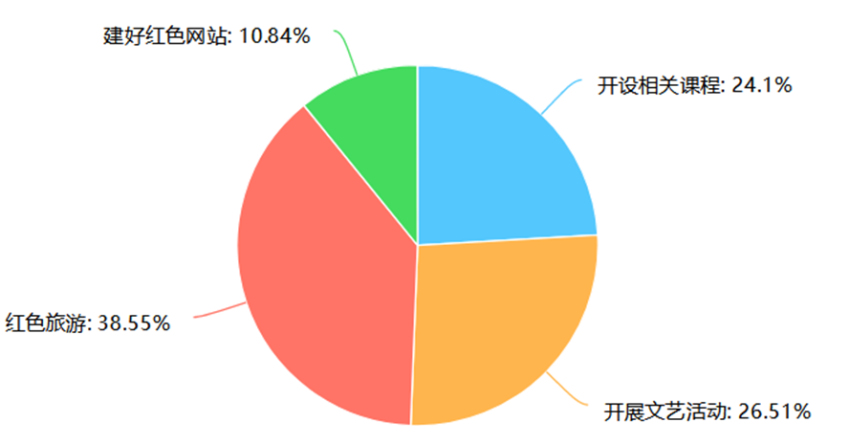 建好红色网站: 10.84%
开设相关课程: 24.1%
红色旅游: 38.55%
开展文艺活动: 26.51%